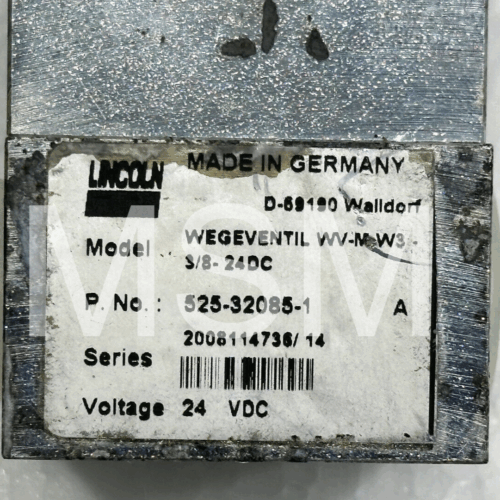 LINCOLN
MADE IN GERMANY
D-69190 Walldorf
Model WEGEVENTIL WV-M-W3-
3/8- 24DC
P. No. : 525-32085-1 A
Series 2008114736/ 14
Voltage 24 VDC
MSM